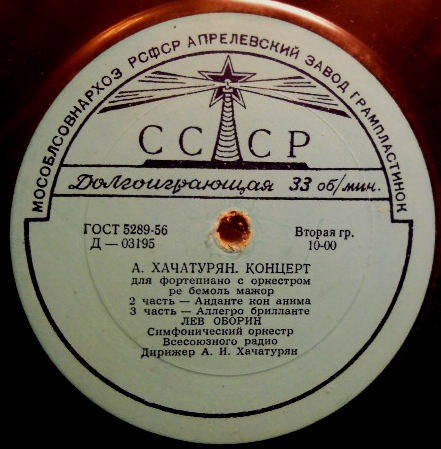 МОСОБЛСОВНАРХОЗ РСФСР АПРЕЛЕВСКИЙ ЗАВОД ГРАМПЛАСТИНОК
СССР
Долгоиграющая 33 об/мин.
ГОСТ 5289-56
Д — 03195
Вторая гр.
10-00
А. ХАЧАТУРЯН. КОНЦЕРТ
для фортепиано с оркестром
ре бемоль мажор
2 часть — Анданте кон анима
3 часть — Аллегро брилланте
ЛЕВ ОБОРИН
Симфонический оркестр
Всесоюзного радио
Дирижер А. И. Хачатурян